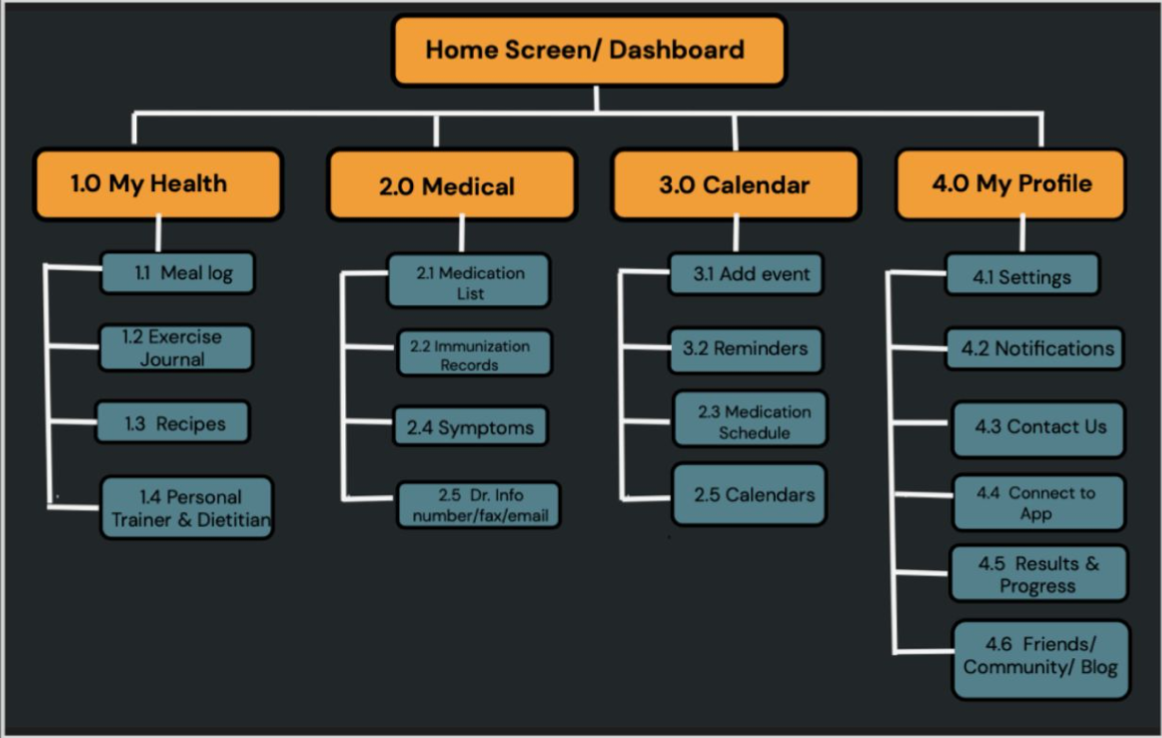 Home Screen/ Dashboard
1.0 My Health
1.1 Meal log
1.2 Exercise
Journal
1.3 Recipes
1.4 Personal
Trainer & Dietitian
2.0 Medical
2.1 Medication
List
2.2 Immunization
Records
2.4 Symptoms
2.5 Dr. Info
number/fax/email
3.0 Calendar
3.1 Add event
3.2 Reminders
2.3 Medication
Schedule
2.5 Calendars
4.0 My Profile
4.1 Settings
4.2 Notifications
4.3 Contact Us
4.4 Connect to
App
4.5 Results &
Progress
4.6 Friends/
Community/ Blog